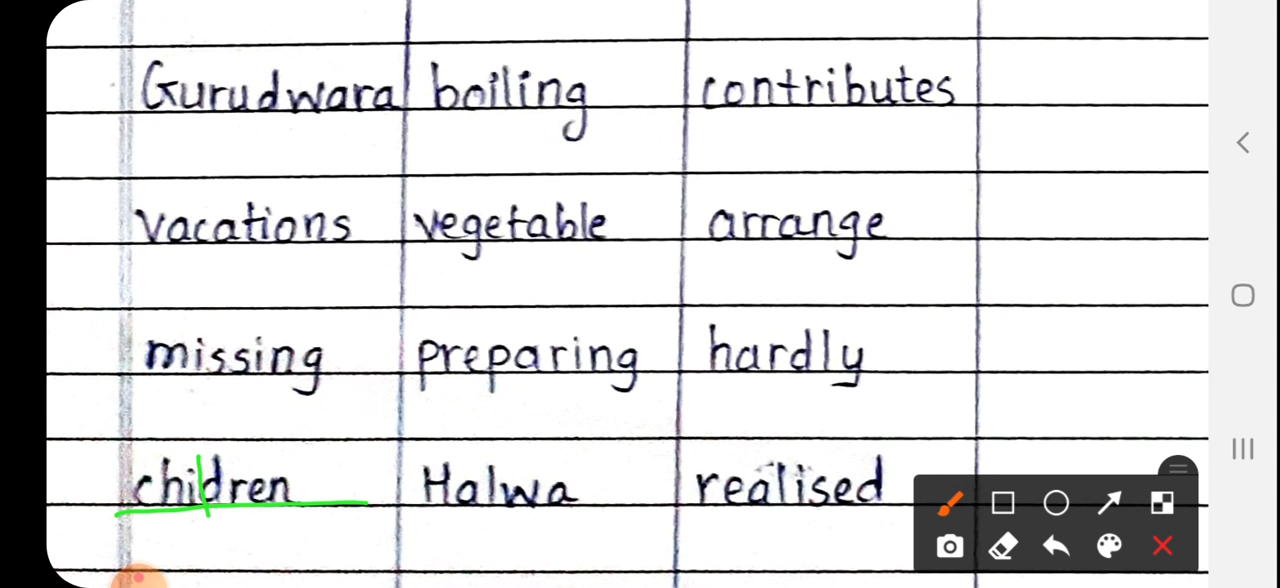 Gurudwara boiling contributes
vacations vegetable arrange
missing preparing hardly
children Halwa realised